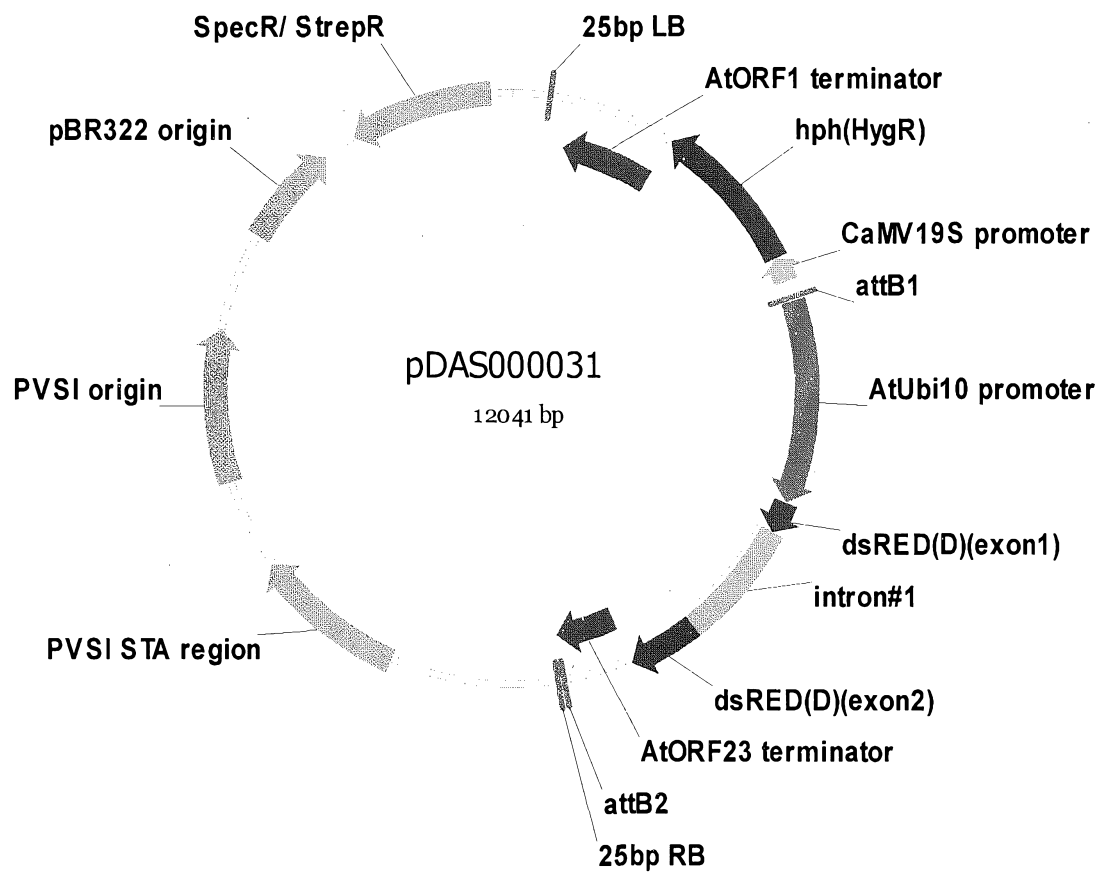 SpecR/ StrepR
25bp LB
AtORF1 terminator
pBR322 origin
hph(HygR)
CaMV19S promoter
attB1
pDAS000031
12041 bp
PVSI origin
AtUbi10 promoter
dsRED(D)(exon1)
intron#1
PVSI STA region
dsRED(D)(exon2)
AtORF23 terminator
attB2
25bp RB